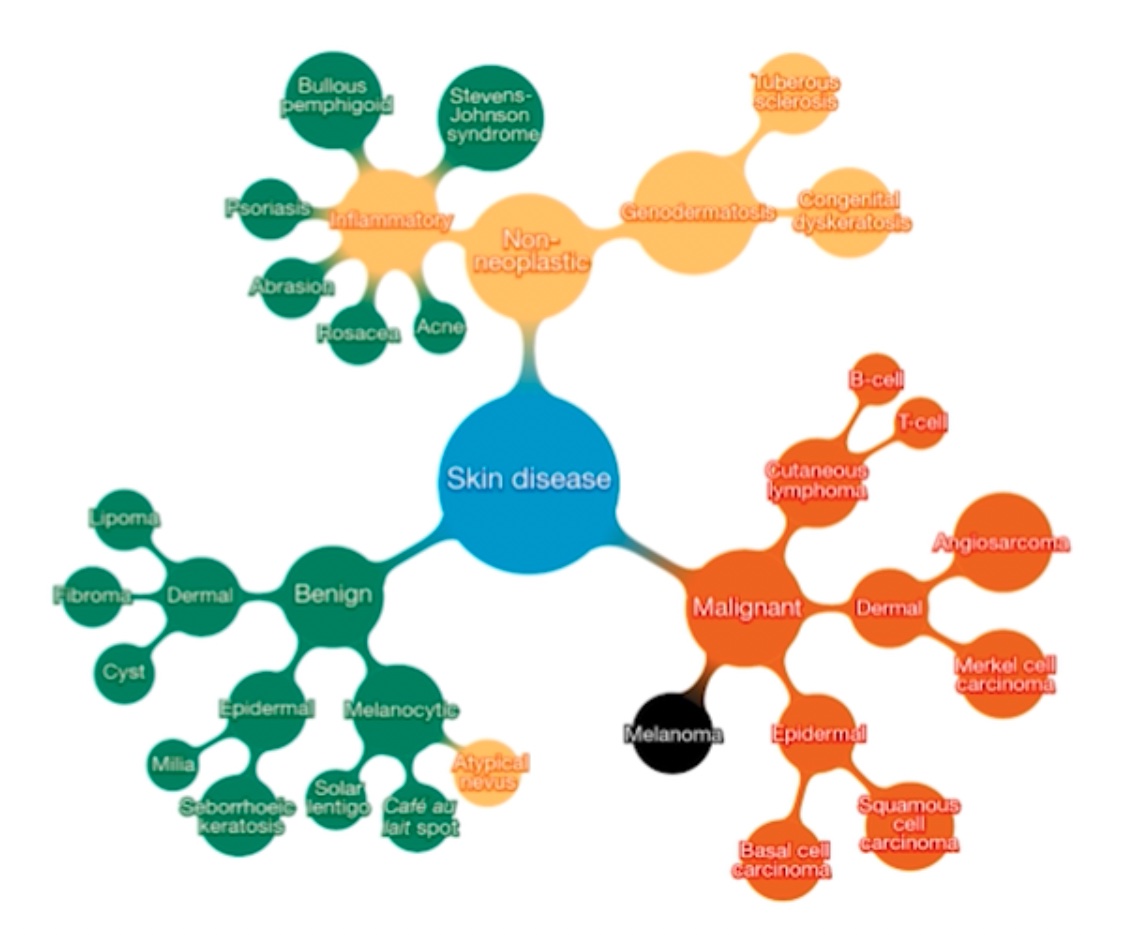 Bullous
pemphigoid
Stevens-
Johnson
syndrome
Tuberous
sclerosis
Psoriasis
Inflammatory
Non-
neoplastic
Genodermatosis
Congenital
dyskeratosis
Abrasion
Rosacea
Acne
Skin disease
B-cell
T-cell
Cutaneous
lymphoma
Lipoma
Fibroma
Dermal
Benign
Cyst
Epidermal
Melanocytic
Milia
Seborrhoeic
keratosis
Solar
lentigo
Café au
lait spot
Atypical
nevus
Malignant
Dermal
Angiosarcoma
Merkel cell
carcinoma
Melanoma
Epidermal
Squamous
cell
carcinoma
Basal cell
carcinoma